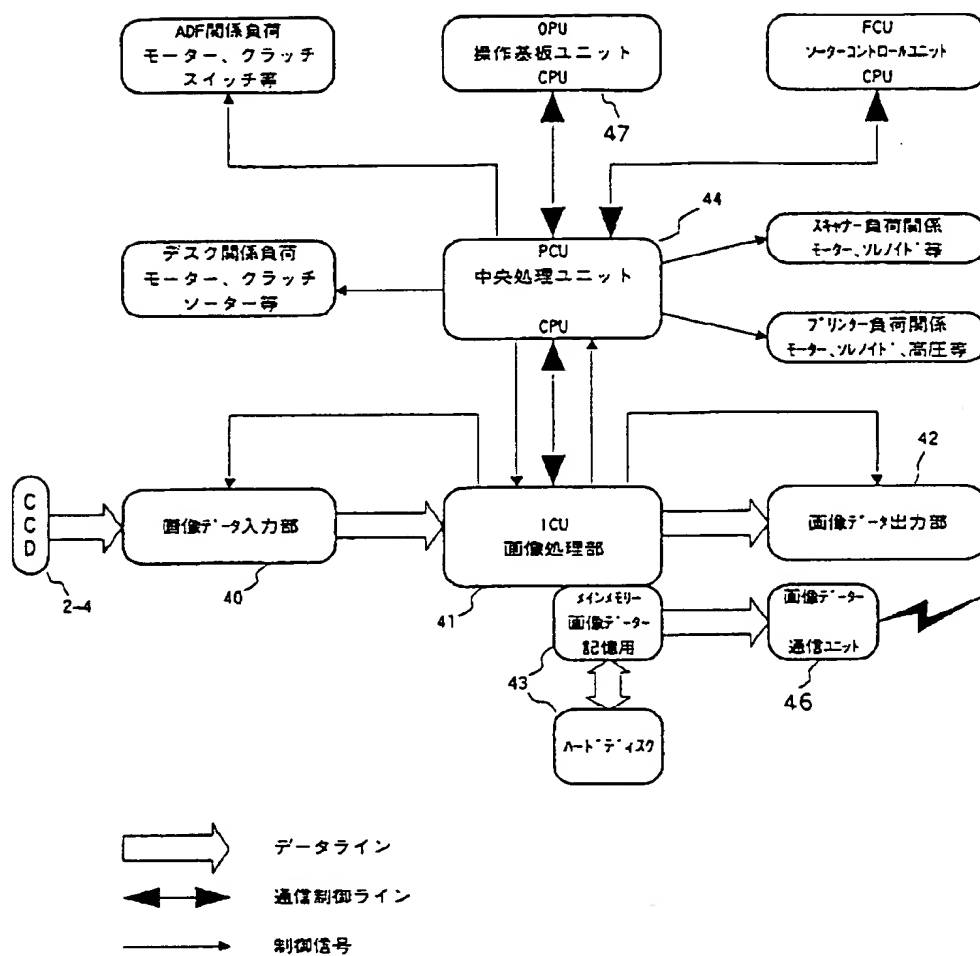 ADF関係負荷
モーター、クラッチ
スイッチ等
OPU
操作基板ユニット
CPU
47
FCU
ソーターコントロールユニット
CPU
44
デスク関係負荷
モーター、クラッチ
ソーター等
PCU
中央処理ユニット
CPU
スキャナー負荷関係
モーター、ソレノイド等
プリンター負荷関係
モーター、ソレノイド、高圧等
42
CCD
2-4
画像データ入力部
40
ICU
画像処理部
41
画像データ出力部
メインメモリー
画像データー
記憶用
43
画像データー
通信ユニット
46
ハードディスク
データライン
通信制御ライン
制御信号